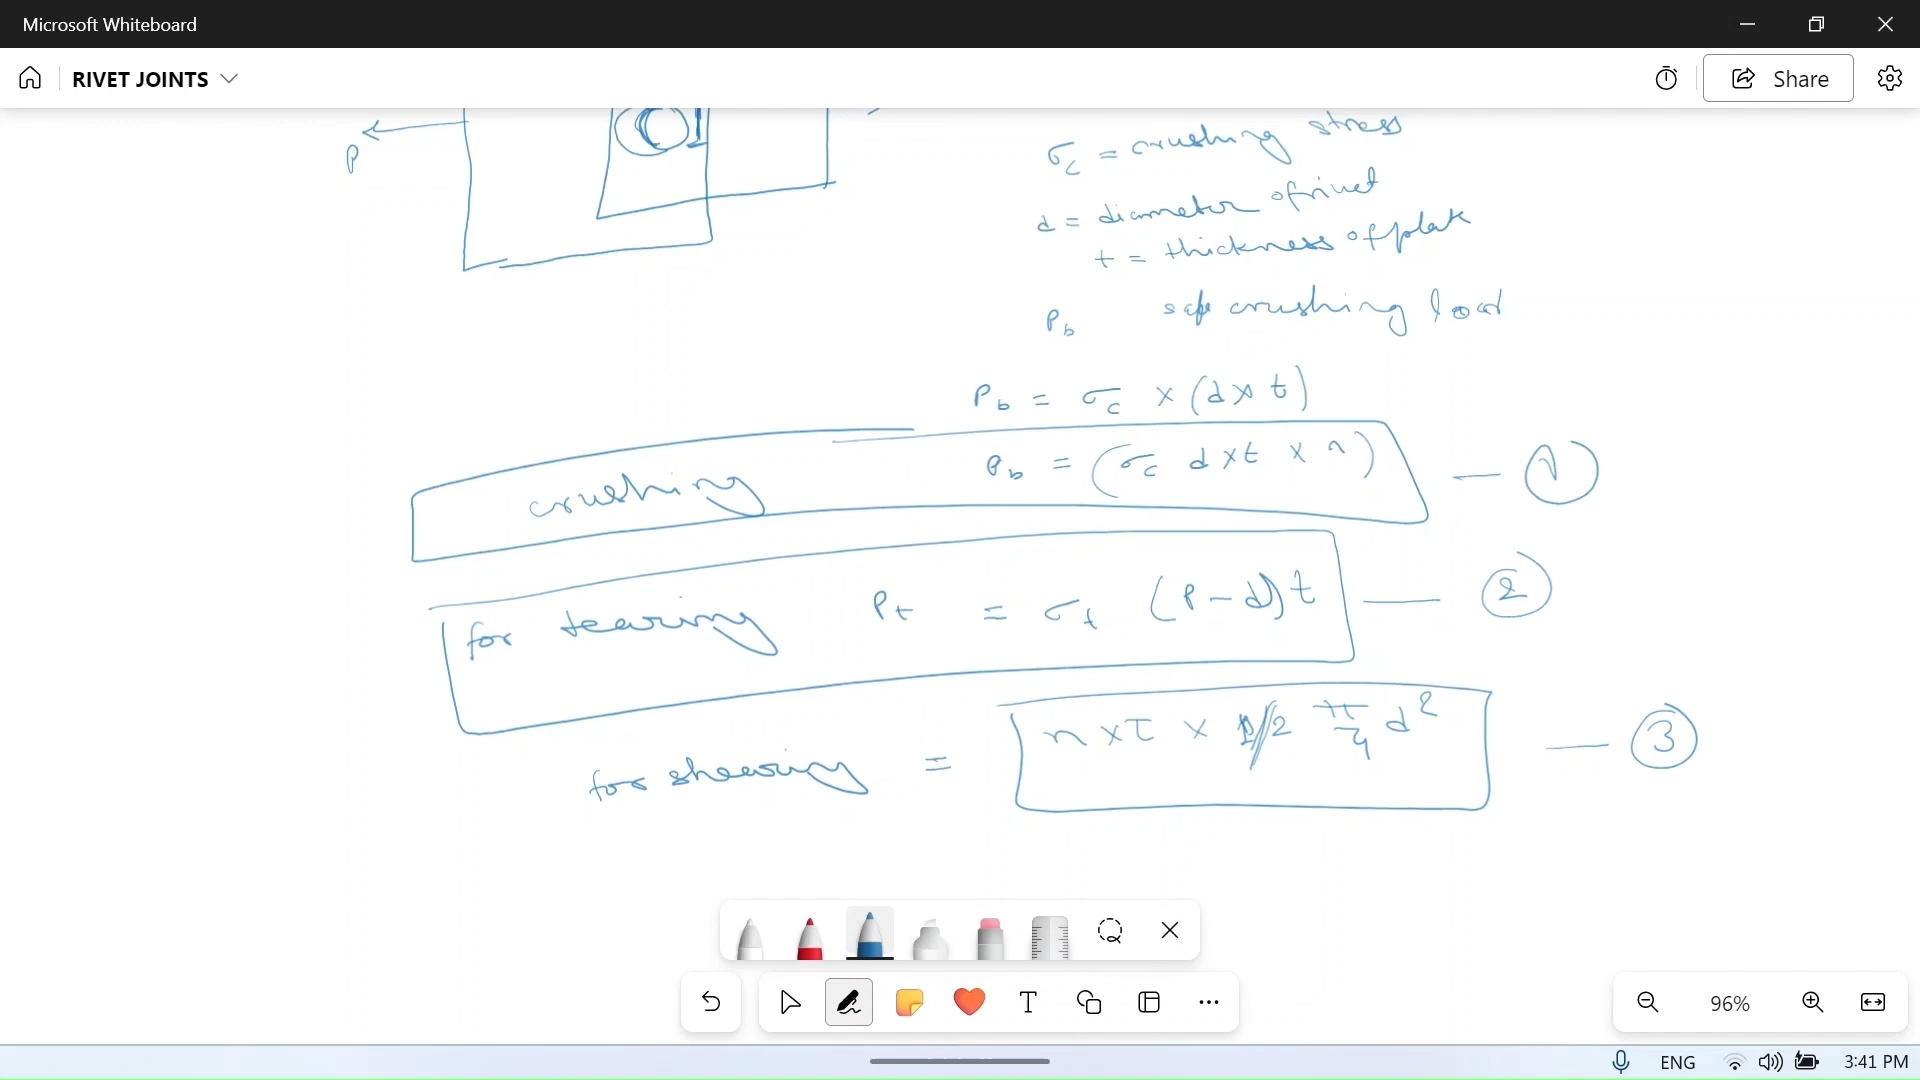 Microsoft Whiteboard
RIVET JOINTS
Share
P
σc = crushing stress
d = diameter of rivet
t = thickness of plate
Pb safe crushing load
Pb = σc × (d × t)
crushing Pb = (σc d × t × n) — 1
for tearing Pt = σt (P - d) t — 2
for shearing = n × τ × 1/2 π/4 d² — 3
T
96%
ENG
3:41 PM